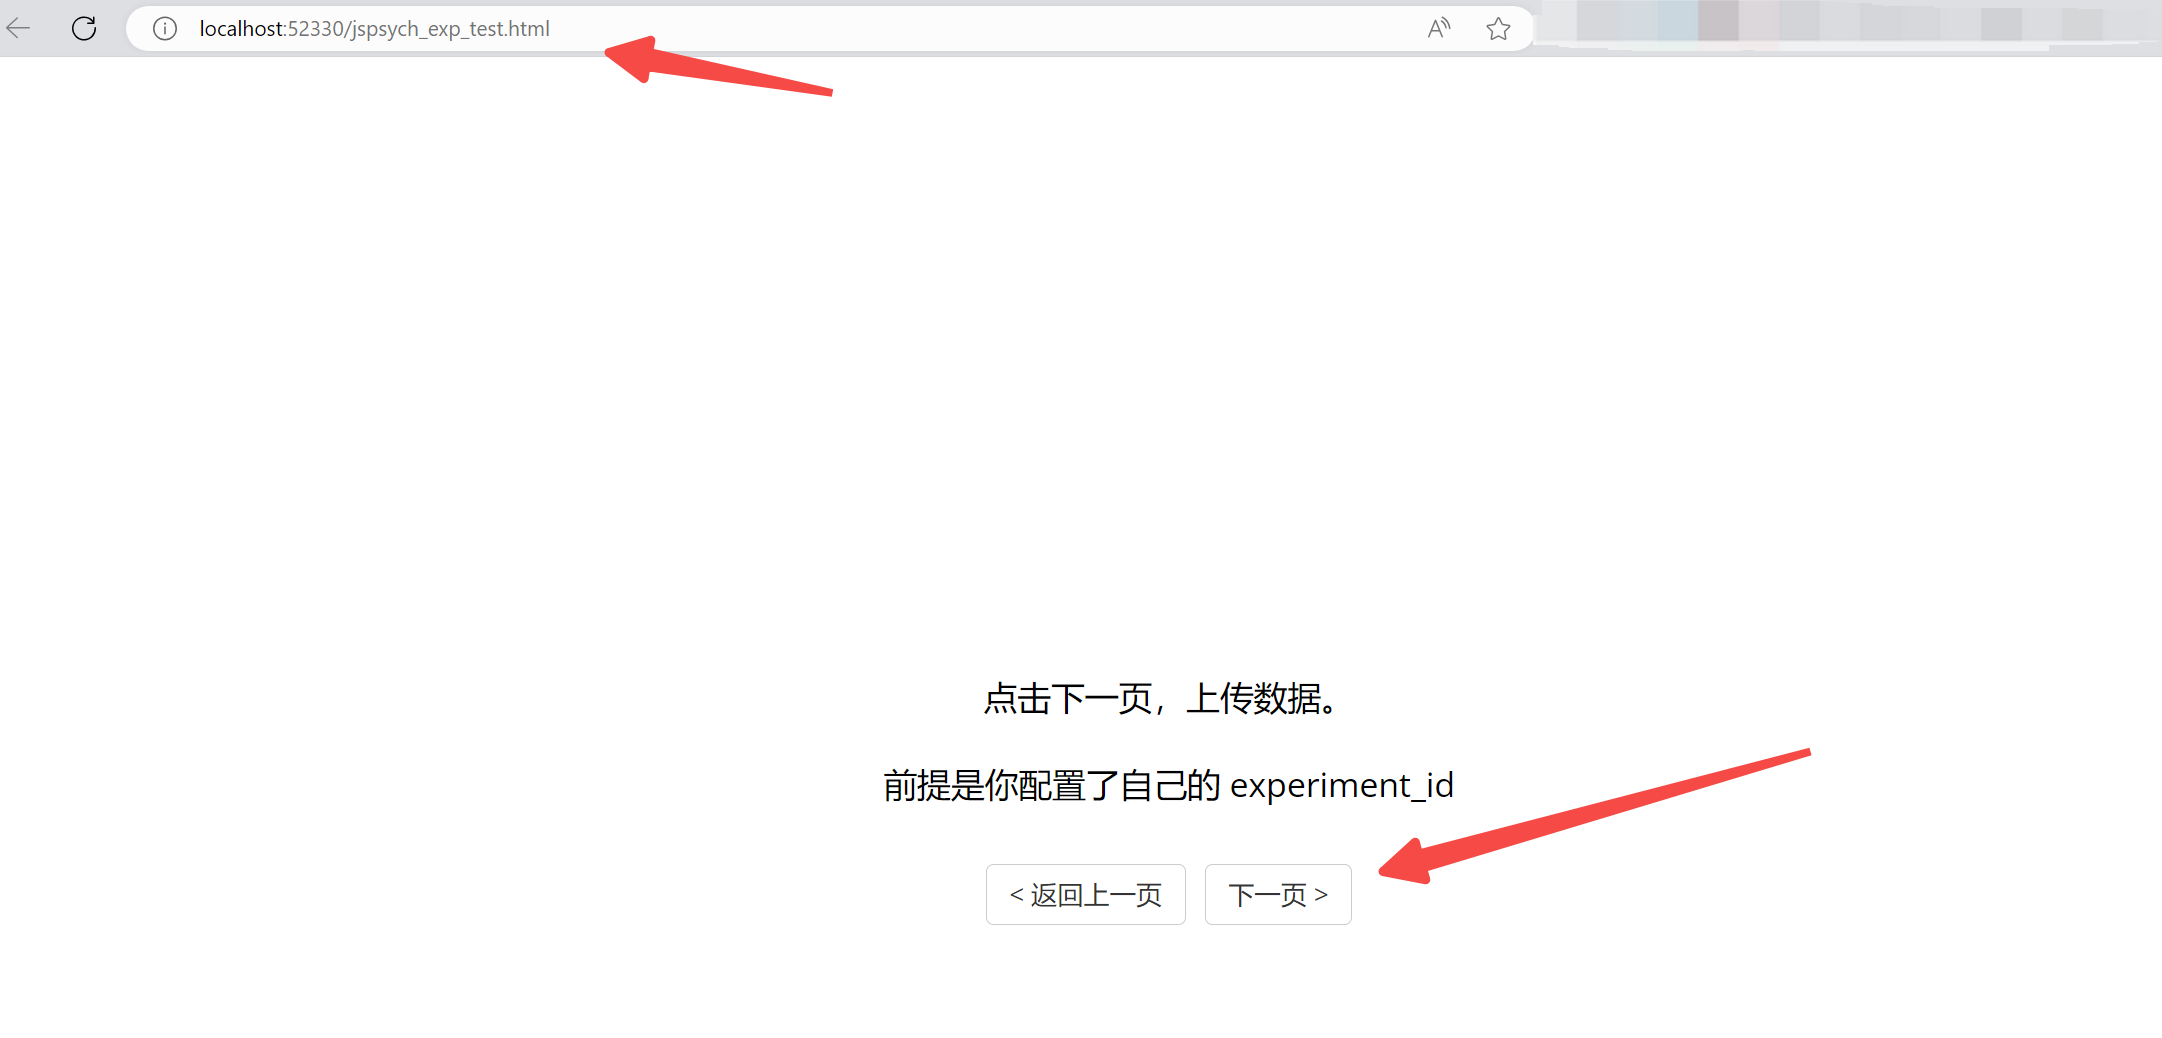 localhost:52330/jspsych_exp_test.html
点击下一页，上传数据。
前提是你配置了自己的 experiment_id
< 返回上一页
下一页 >